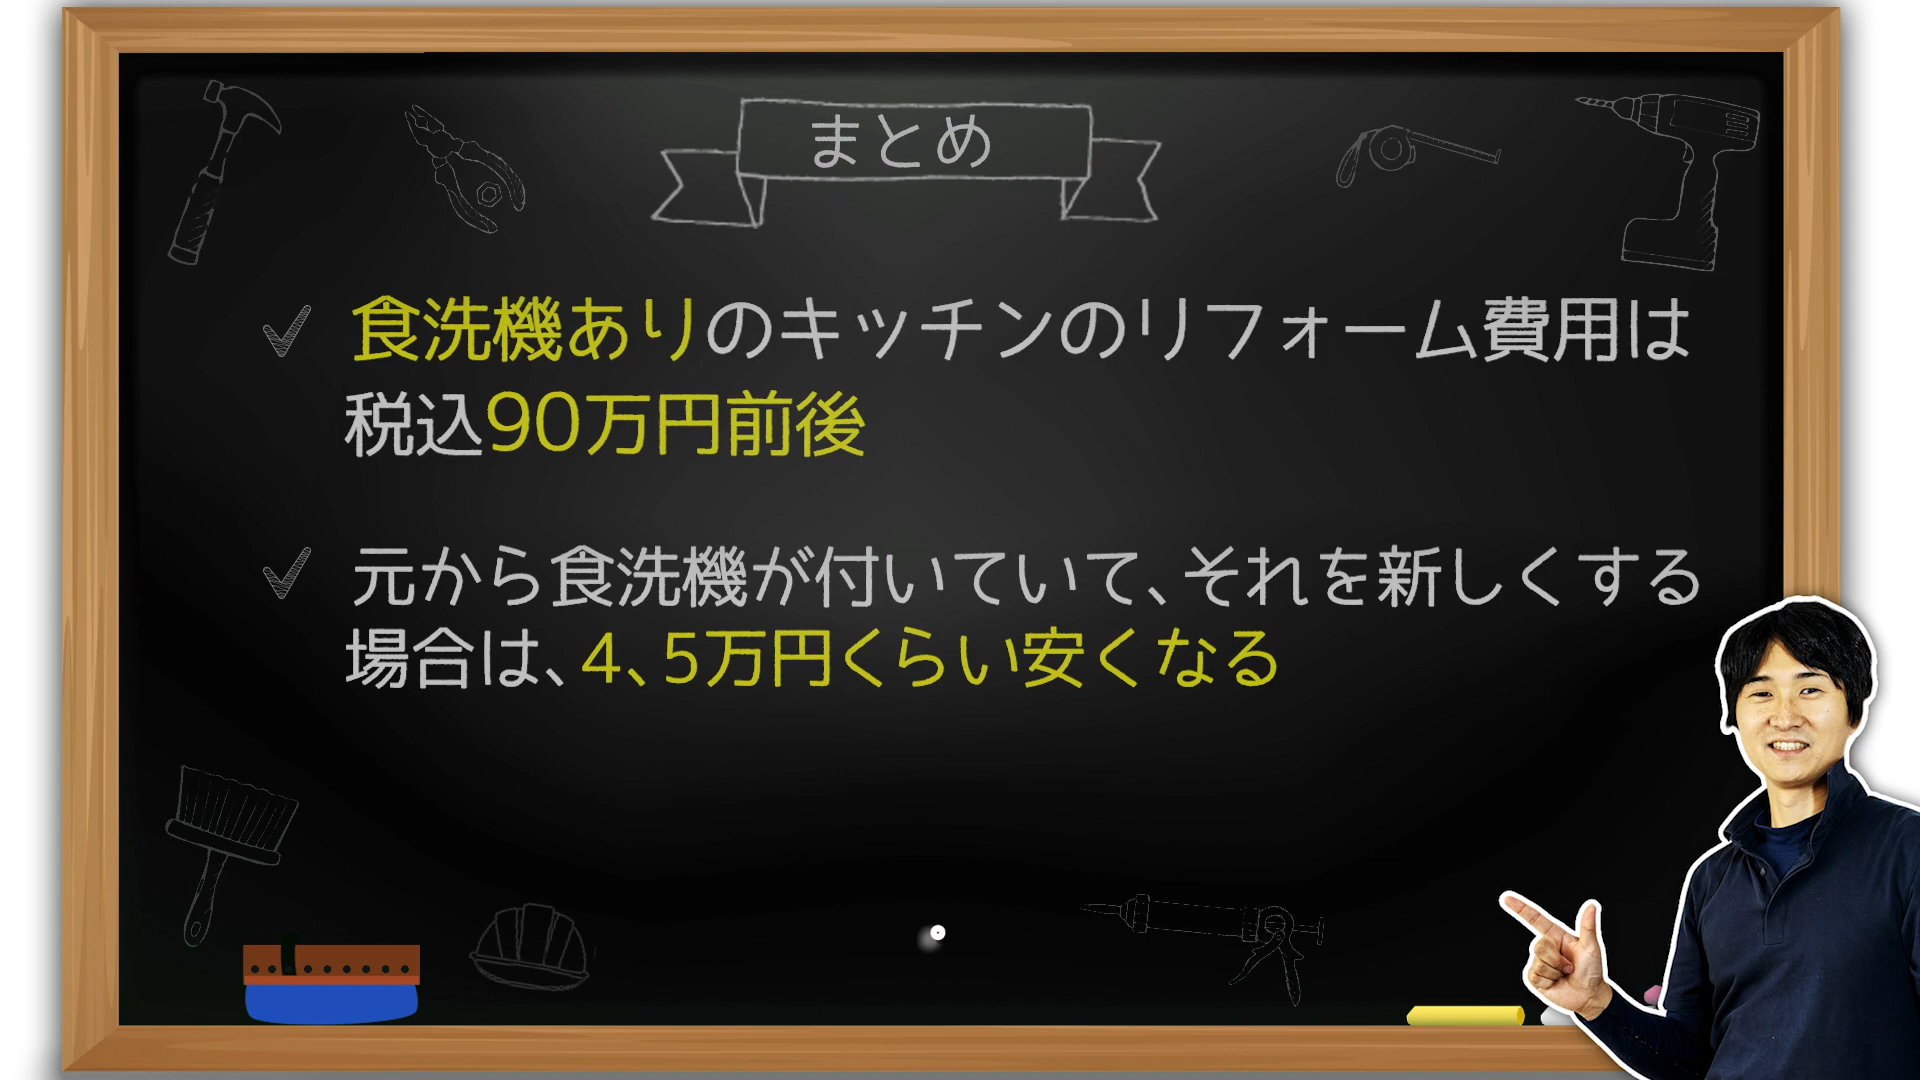 まとめ
食洗機ありのキッチンのリフォーム費用は
税込90万円前後
元から食洗機が付いていて、それを新しくする
場合は、4、5万円くらい安くなる